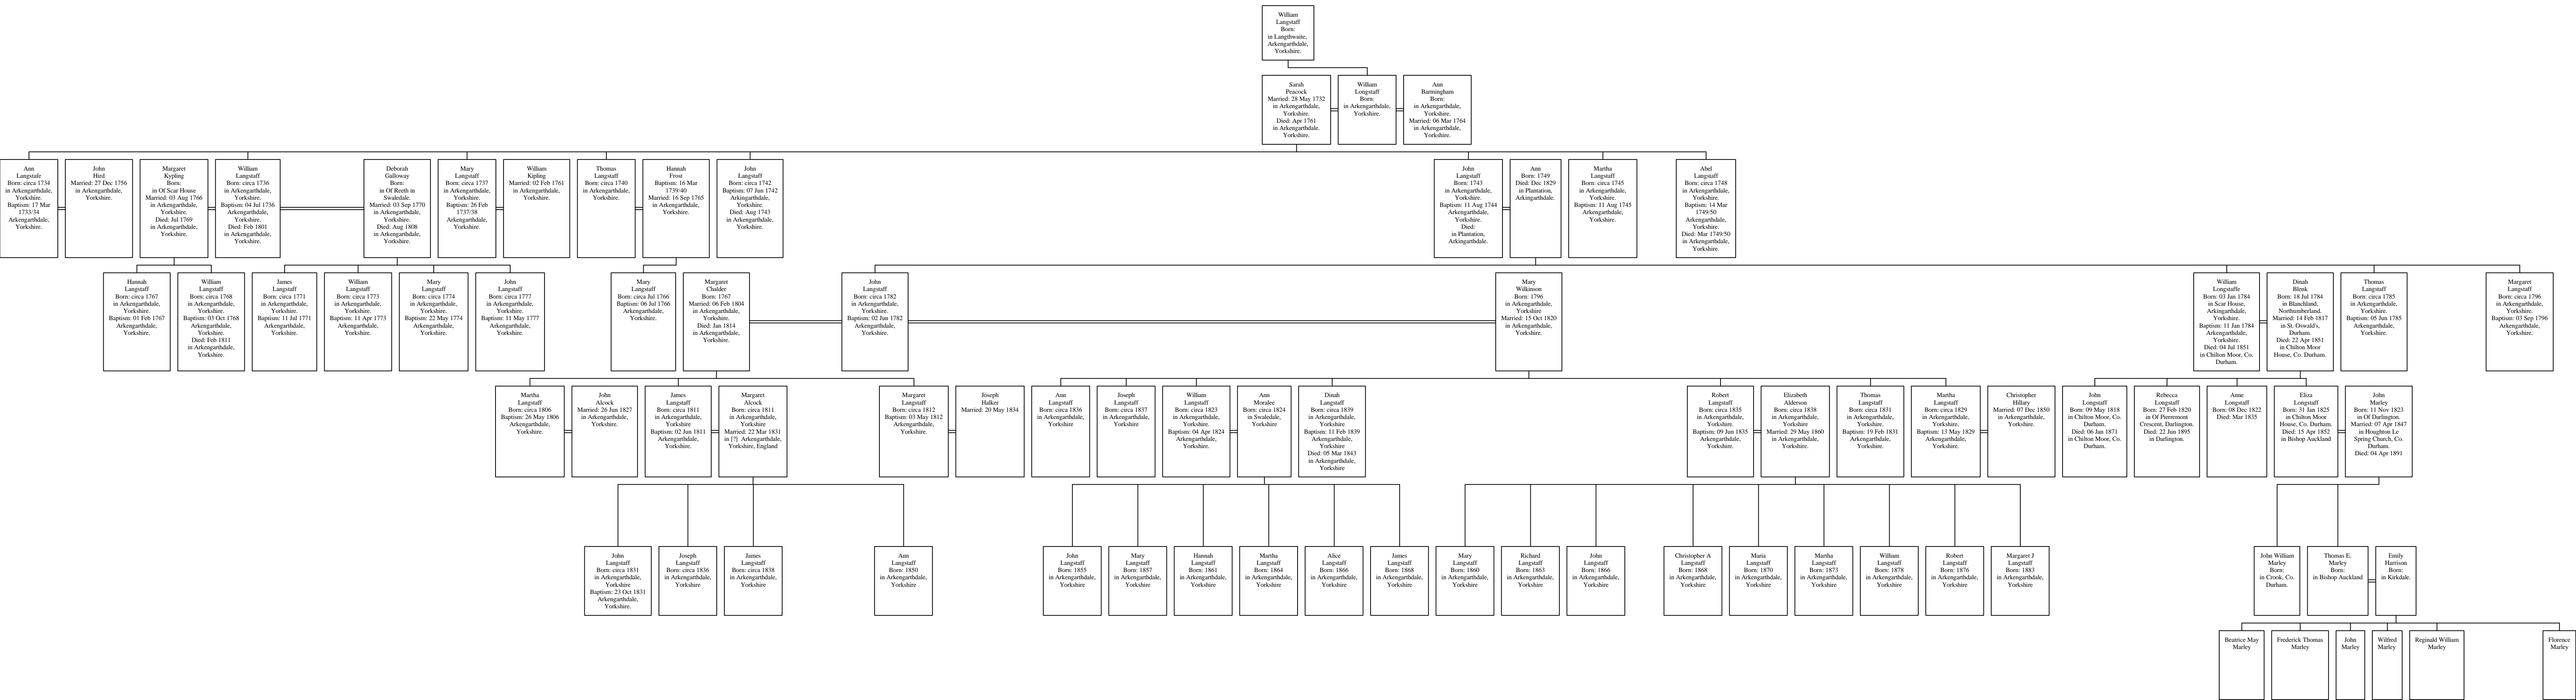 William
Langstaff
Born:
in Langthwaite,
Arkengarthdale,
Yorkshire.
Sarah
Peacock
Married: 28 May 1732
in Arkengarthdale,
Yorkshire.
Died: Apr 1761
in Arkengarthdale.
Yorkshire.
William
Longstaff
Born:
in Arkengarthdale,
Yorkshire.
Ann
Barmingham
Born:
in Arkengarthdale,
Yorkshire.
Married: 06 Mar 1764
in Arkengarthdale,
Yorkshire.
Ann
Langstafe
Born: circa 1734
in Arkengarthdale,
Yorkshire.
Baptism: 17 Mar
1733/34
Arkengarthdale,
Yorkshire.
John
Hird
Married: 27 Dec 1756
in Arkengarthdale,
Yorkshire.
Margaret
Kypling
Born:
in Of Scar House
Married: 03 Aug 1766
in Arkengarthdale,
Yorkshire.
Died: Jul 1769
in Arkengarthdale,
Yorkshire.
William
Langstaff
Born: circa 1736
in Arkengarthdale,
Yorkshire.
Baptism: 04 Jul 1736
Arkengarthdale,
Yorkshire.
Died: Feb 1801
in Arkengarthdale,
Yorkshire.
Deborah
Galloway
Born:
in Of Reeth in
Swaledale.
Married: 03 Sep 1770
in Arkengarthdale,
Yorkshire.
Died: Aug 1808
in Arkengarthdale,
Yorkshire.
Mary
Langstaff
Born: circa 1737
in Arkengarthdale,
Yorkshire.
Baptism: 26 Feb
1737/38
Arkengarthdale,
Yorkshire.
William
Kipling
Married: 02 Feb 1761
in Arkengarthdale,
Yorkshire.
Thomas
Langstaff
Born: circa 1740
in Arkengarthdale,
Yorkshire.
Hannah
Frost
Baptism: 16 Mar
1739/40
Married: 16 Sep 1765
in Arkengarthdale,
Yorkshire.
John
Langstaff
Born: circa 1742
Baptism: 07 Jun 1742
Arkingarthdale,
Yorkshire.
Died: Aug 1743
in Arkengarthdale,
Yorkshire.
John
Langstaff
Born: 1743
in Arkengarthdale,
Yorkshire.
Baptism: 11 Aug 1744
Arkengarthdale,
Yorkshire.
Died:
in Plantation,
Arkingarthdale.
Ann
Born: 1749
Died: Dec 1829
in Plantation,
Arkingarthdale.
Martha
Langstaff
Born: circa 1745
in Arkengarthdale,
Yorkshire.
Baptism: 11 Aug 1745
Arkengarthdale,
Yorkshire.
Abel
Langstaff
Born: circa 1748
in Arkengarthdale,
Yorkshire.
Baptism: 14 Mar
1749/50
Arkengarthdale,
Yorkshire.
Died: Mar 1749/50
in Arkengarthdale,
Yorkshire.
Hannah
Langstaff
Born: circa 1767
in Arkengarthdale,
Yorkshire.
Baptism: 01 Feb 1767
Arkengarthdale,
Yorkshire.
William
Langstaff
Born: circa 1768
in Arkengarthdale,
Yorkshire.
Baptism: 03 Oct 1768
Arkengarthdale,
Yorkshire.
Died: Feb 1811
in Arkengarthdale,
Yorkshire.
James
Langstaff
Born: circa 1771
in Arkengarthdale,
Yorkshire.
Baptism: 11 Jul 1771
Arkengarthdale,
Yorkshire.
William
Langstaff
Born: circa 1773
in Arkengarthdale,
Yorkshire.
Baptism: 11 Apr 1773
Arkengarthdale,
Yorkshire.
Mary
Langstaff
Born: circa 1774
in Arkengarthdale,
Yorkshire.
Baptism: 22 May 1774
Arkengarthdale,
Yorkshire.
John
Langstaff
Born: circa 1777
in Arkengarthdale,
Yorkshire.
Baptism: 11 May 1777
Arkengarthdale,
Yorkshire.
Mary
Langstaff
Born: circa Jul 1766
Baptism: 06 Jul 1766
Arkengarthdale,
Yorkshire.
Margaret
Chalder
Born: 1767
Married: 06 Feb 1804
in Arkengarthdale,
Yorkshire.
Died: Jan 1814
in Arkengarthdale,
Yorkshire.
John
Langstaff
Born: circa 1782
in Arkengarthdale,
Yorkshire.
Baptism: 02 Jun 1782
Arkengarthdale,
Yorkshire.
Mary
Wilkinson
Born: 1796
in Arkengarthdale,
Yorkshire
Married: 15 Oct 1820
in Arkengarthdale,
Yorkshire.
William
Longstaffe
Born: 03 Jan 1784
in Scar House,
Arkingarthdale,
Yorkshire.
Baptism: 11 Jun 1784
Arkingarthdale,
Yorkshire.
Died: 04 Jul 1851
in Chilton Moor, Co.
Durham.
Dinah
Blenk
Born: 18 Jul 1784
in Blanchland,
Northumberland.
Married: 14 Feb 1817
in St. Oswald's,
Durham.
Died: 22 Apr 1851
in Chilton Moor
House, Co. Durham.
Thomas
Langstaff
Born: circa 1785
in Arkengarthdale,
Yorkshire.
Baptism: 05 Jun 1785
Arkengarthdale,
Yorkshire.
Margaret
Langstaff
Born: circa 1796
in Arkengarthdale,
Yorkshire.
Baptism: 03 Sep 1796
Arkengarthdale,
Yorkshire.
Martha
Langstaff
Born: circa 1806
Baptism: 26 May 1806
Arkengarthdale,
Yorkshire.
John
Alcock
Married: 26 Jun 1827
in Arkengarthdale,
Yorkshire.
James
Langstaff
Born: circa 1811
in Arkengarthdale,
Yorkshire
Baptism: 02 Jun 1811
Arkengarthdale,
Yorkshire.
Margaret
Alcock
Born: circa 1811
in Arkengarthdale,
Yorkshire
Married: 22 Mar 1831
in [?] Arkengarthdale,
Yorkshire, England
Margaret
Langstaff
Born: circa 1812
Baptism: 03 May 1812
Arkengarthdale,
Yorkshire.
Joseph
Halker
Married: 20 May 1834
Ann
Langstaff
Born: circa 1836
in Arkengarthdale,
Yorkshire
Joseph
Langstaff
Born: circa 1837
in Arkengarthdale,
Yorkshire.
William
Langstaff
Born: circa 1823
in Arkengarthdale,
Yorkshire.
Baptism: 04 Apr 1824
Arkengarthdale,
Yorkshire.
Ann
Moralee
Born: circa 1824
in Swaledale,
Yorkshire.
Dinah
Langstaff
Born: circa 1839
in Arkengarthdale,
Yorkshire
Baptism: 11 Feb 1839
Arkengarthdale,
Yorkshire
Died: 05 Mar 1843
in Arkengarthdale,
Yorkshire
Robert
Langstaff
Born: circa 1835
in Arkengarthdale,
Yorkshire.
Baptism: 09 Jun 1835
Arkengarthdale,
Yorkshire.
Elizabeth
Alderson
Born: circa 1838
in Arkengarthdale,
Yorkshire.
Married: 29 May 1860
in Arkengarthdale,
Yorkshire.
Thomas
Langstaff
Born: circa 1831
in Arkengarthdale,
Yorkshire.
Baptism: 19 Feb 1831
Arkengarthdale,
Yorkshire.
Martha
Langstaff
Born: circa 1829
in Arkengarthdale,
Yorkshire.
Baptism: 13 May 1829
Arkengarthdale,
Yorkshire.
Christopher
Hillary
Married: 07 Dec 1850
in Arkengarthdale,
Yorkshire.
John
Longstaff
Born: 09 May 1818
in Chilton Moor, Co.
Durham.
Died: 06 Jan 1871
in Chilton Moor, Co.
Durham.
Rebecca
Longstaff
Born: 27 Feb 1820
in Of Pierremont
Crescent, Darlington.
Died: 22 Jun 1895
in Darlington.
Anne
Longstaff
Born: 08 Dec 1822
Died: Mar 1835
Eliza
Longstaff
Born: 31 Jan 1825
in Chilton Moor
House, Co. Durham.
Died: 15 Apr 1852
in Bishop Auckland
John
Marley
Born: 11 Nov 1823
in Of Darlington.
Married: 07 Apr 1847
in Houghton Le
Spring Church, Co.
Durham.
Died: 04 Apr 1891
John
Langstaff
Born: circa 1831
in Arkengarthdale,
Yorkshire
Baptism: 23 Oct 1831
Arkengarthdale,
Yorkshire.
Joseph
Langstaff
Born: circa 1836
in Arkengarthdale,
Yorkshire
James
Langstaff
Born: circa 1838
in Arkengarthdale,
Yorkshire
Ann
Langstaff
Born: 1850
in Arkengarthdale,
Yorkshire
John
Langstaff
Born: 1855
in Arkengarthdale,
Yorkshire
Mary
Langstaff
Born: 1857
in Arkengarthdale,
Yorkshire
Hannah
Langstaff
Born: 1861
in Arkengarthdale,
Yorkshire
Martha
Langstaff
Born: 1864
in Arkengarthdale,
Yorkshire
Alice
Langstaff
Born: 1866
in Arkengarthdale,
Yorkshire
James
Langstaff
Born: 1868
in Arkengarthdale,
Yorkshire
Mary
Langstaff
Born: 1860
in Arkengarthdale,
Yorkshire
Richard
Langstaff
Born: 1863
in Arkengarthdale,
Yorkshire
John
Langstaff
Born: 1866
in Arkengarthdale,
Yorkshire
Christopher A
Langstaff
Born: 1868
in Arkengarthdale,
Yorkshire
Maria
Langstaff
Born: 1870
in Arkengarthdale,
Yorkshire
Martha
Langstaff
Born: 1873
in Arkengarthdale,
Yorkshire
William
Langstaff
Born: 1878
in Arkengarthdale,
Yorkshire
Robert
Langstaff
Born: 1876
in Arkengarthdale,
Yorkshire
Margaret J
Langstaff
Born: 1883
in Arkengarthdale,
Yorkshire
John William
Marley
Born:
in Crook, Co.
Durham.
Thomas E.
Marley
Born:
in Bishop Auckland
Emily
Harrison
Born:
in Kirkdale.
Beatrice May
Marley
Frederick Thomas
Marley
John
Marley
Wilfred
Marley
Reginald William
Marley
Florence
Marley